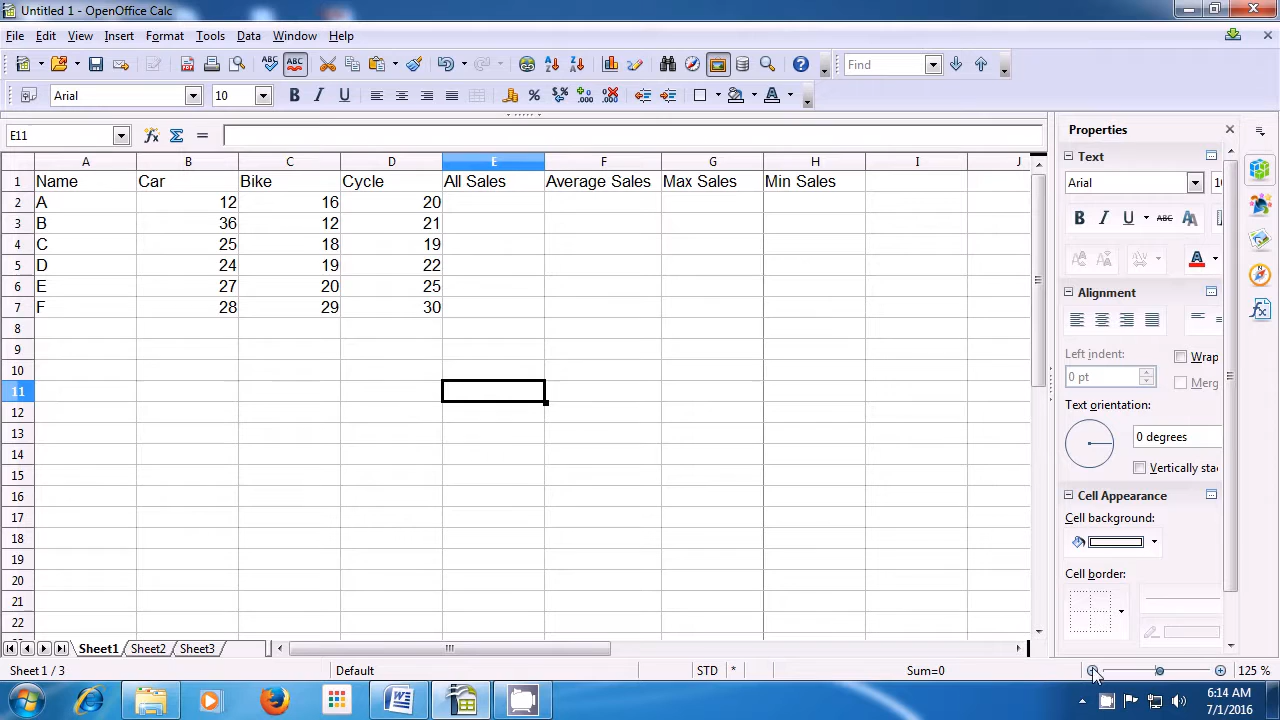 Untitled 1 - OpenOffice Calc
File Edit View Insert Format Tools Data Window Help
Find
Arial 10
E11
Properties
Text
Arial
Alignment
Left indent:
Wrap
0 pt
Merg
Text orientation:
0 degrees
Vertically sta
Cell Appearance
Cell background:
Cell border:
A B C D E F G H I J
1 Name Car Bike Cycle All Sales Average Sales Max Sales Min Sales
2 A 12 16 20
3 B 36 12 21
4 C 25 18 19
5 D 24 19 22
6 E 27 20 25
7 F 28 29 30
8
9
10
11
12
13
14
15
16
17
18
19
20
21
22
Sheet1 Sheet2 Sheet3
Sheet 1 / 3 Default STD * Sum=0 125 %
6:14 AM
7/1/2016